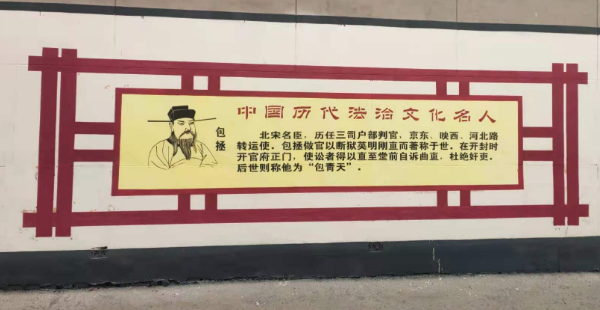 中国历代法治文化名人
包拯
北宋名臣，历任三司户部判官，京东、陕西、河北路
转运使。包拯做官以断狱英明刚直而著称于世。在开封时
开官府正门，使讼者得以直至堂前自诉曲直，杜绝奸吏。
后世则称他为“包青天”。